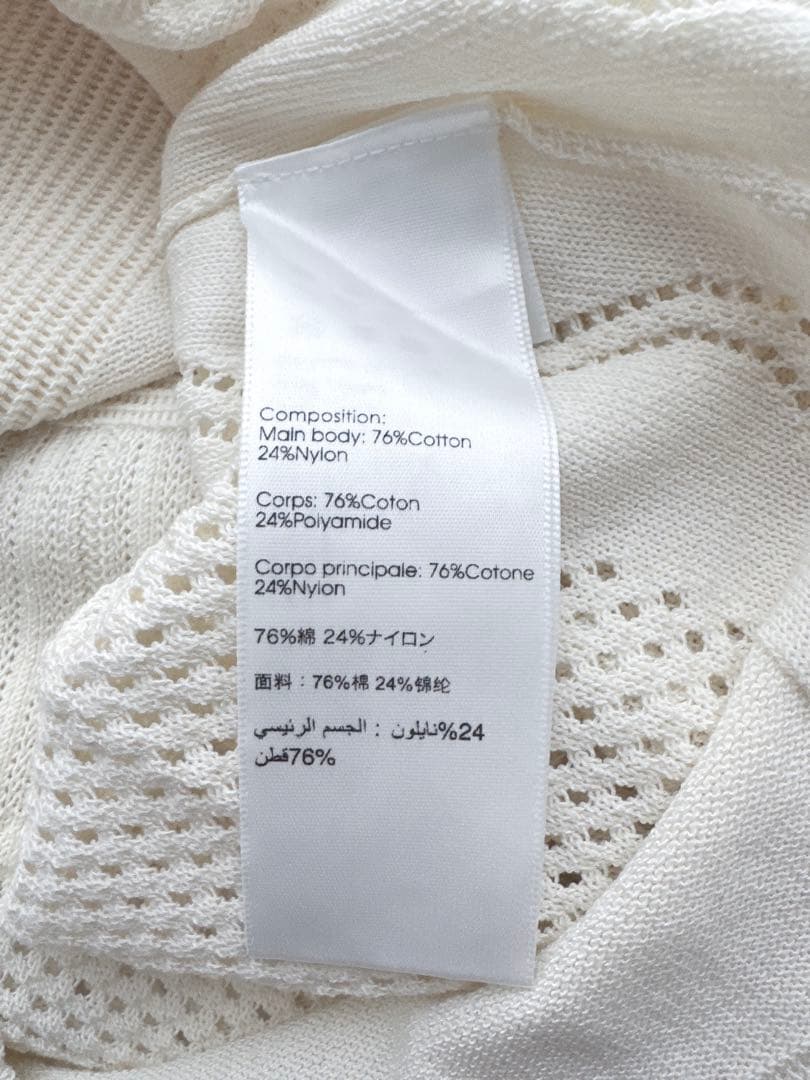 Composition:
Main body: 76%Cotton
24%Nylon
Corps: 76%Coton
24%Polyamide
Corpo principale: 76%Cotone
24%Nylon
76%綿 24%ナイロン
面料：76%棉 24%锦纶
24%نايلون : الجسم الرئيسي
76%قطن